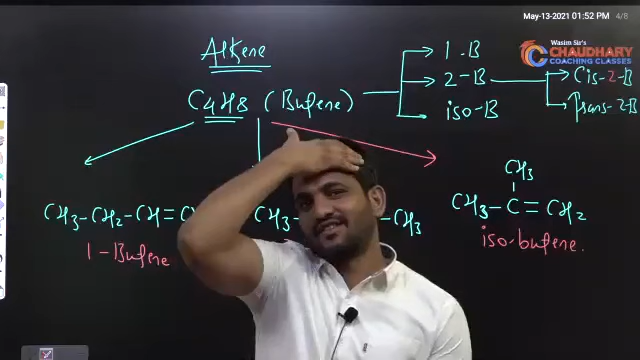 May-13-2021 01:52 PM 4/8
Wasim Sir's
CHAUDHARY
COACHING CLASSES
Alkene
C4H8 (Butene)
1-B
2-B
iso-B
Cis-2-B
Trans-2-B
CH3-CH2-CH=C
1-Butene
CH3-
-CH3
CH3
CH3-C=CH2
iso-butene.